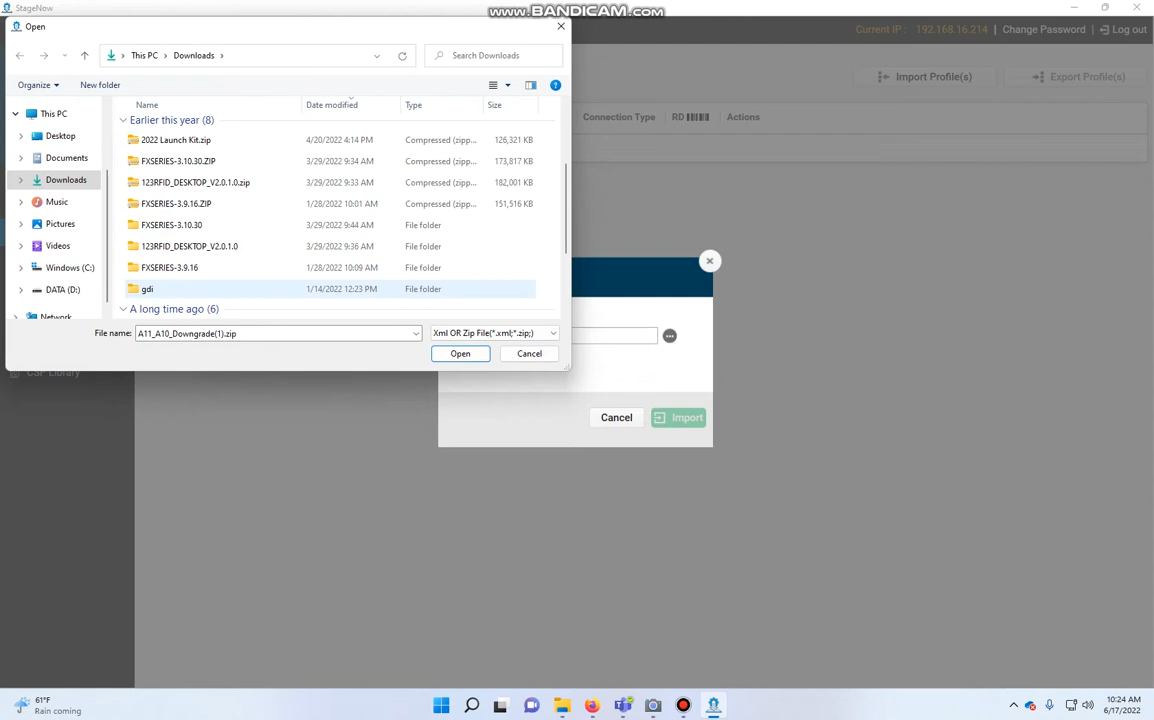 StageNow
www.BANDICAM.com
Open
Current IP : 192.168.16.214 Change Password Log out
This PC Downloads
Search Downloads
Organize New folder
Import Profile(s) Export Profile(s)
Name Date modified Type Size
Connection Type RD Actions
This PC
Desktop
Documents
Downloads
Music
Pictures
Videos
Windows (C:)
DATA (D:)
Network
Earlier this year (8)
2022 Launch Kit.zip 4/20/2022 4:14 PM Compressed (zipp... 126,321 KB
FXSERIES-3.10.30.ZIP 3/29/2022 9:34 AM Compressed (zipp... 173,817 KB
123RFID_DESKTOP_V2.0.1.0.zip 3/29/2022 9:33 AM Compressed (zipp... 182,001 KB
FXSERIES-3.9.16.ZIP 1/28/2022 10:01 AM Compressed (zipp... 151,516 KB
FXSERIES-3.10.30 3/29/2022 9:44 AM File folder
123RFID_DESKTOP_V2.0.1.0 3/29/2022 9:36 AM File folder
FXSERIES-3.9.16 1/28/2022 10:09 AM File folder
gdi 1/14/2022 12:23 PM File folder
A long time ago (6)
File name: A11_A10_Downgrade(1).zip Xml OR Zip File(*.xml;*.zip;)
Open Cancel
CSP Library
Cancel Import
61°F
Rain coming
10:24 AM
6/17/2022